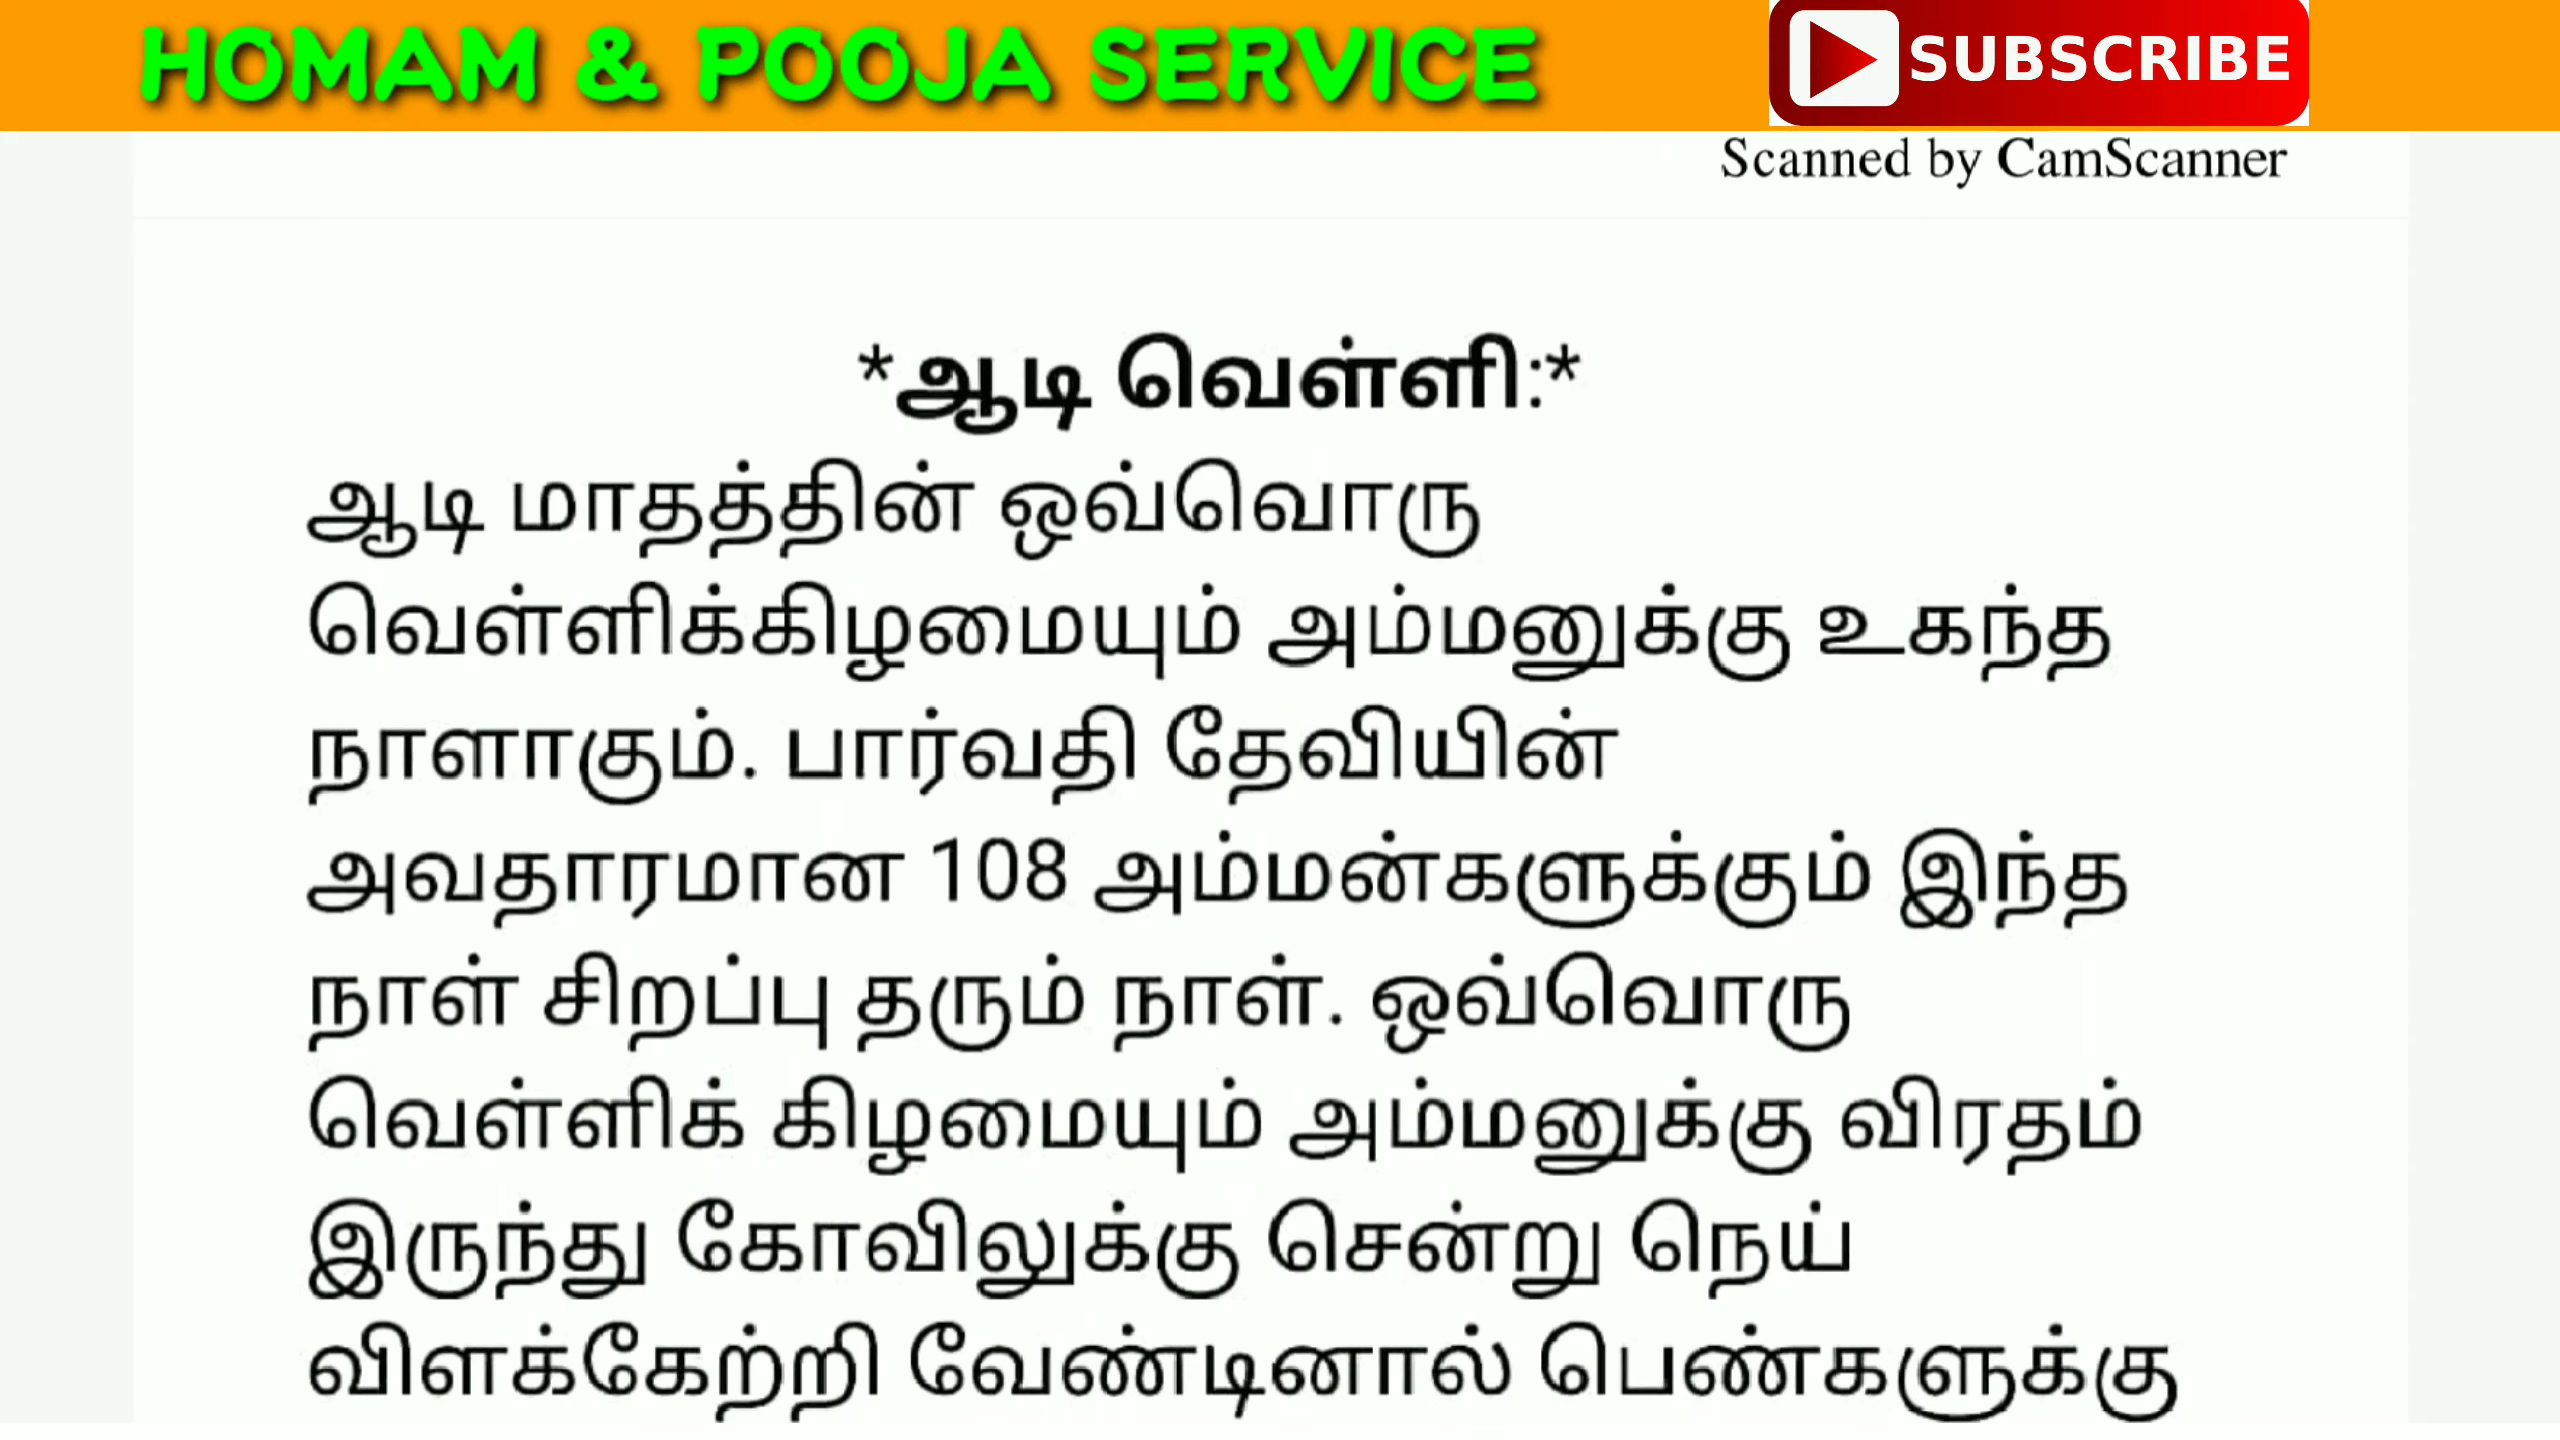 HOMAM & POOJA SERVICE
SUBSCRIBE
Scanned by CamScanner
*ஆடி வெள்ளி:*
ஆடி மாதத்தின் ஒவ்வொரு
வெள்ளிக்கிழமையும் அம்மனுக்கு உகந்த
நாளாகும். பார்வதி தேவியின்
அவதாரமான 108 அம்மன்களுக்கும் இந்த
நாள் சிறப்பு தரும் நாள். ஒவ்வொரு
வெள்ளிக் கிழமையும் அம்மனுக்கு விரதம்
இருந்து கோவிலுக்கு சென்று நெய்
விளக்கேற்றி வேண்டினால் பெண்களுக்கு